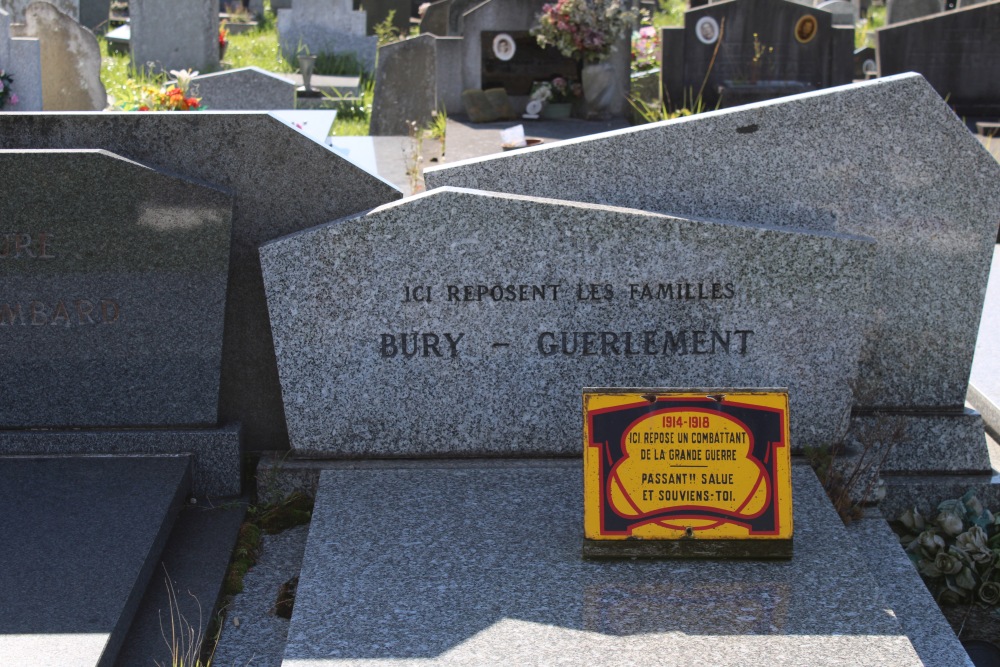 ICI REPOSENT LES FAMILLES
BURY - GUERLEMENT
1914-1918
ICI REPOSE UN COMBATTANT
DE LA GRANDE GUERRE
PASSANT!! SALUE
ET SOUVIENS-TOI.